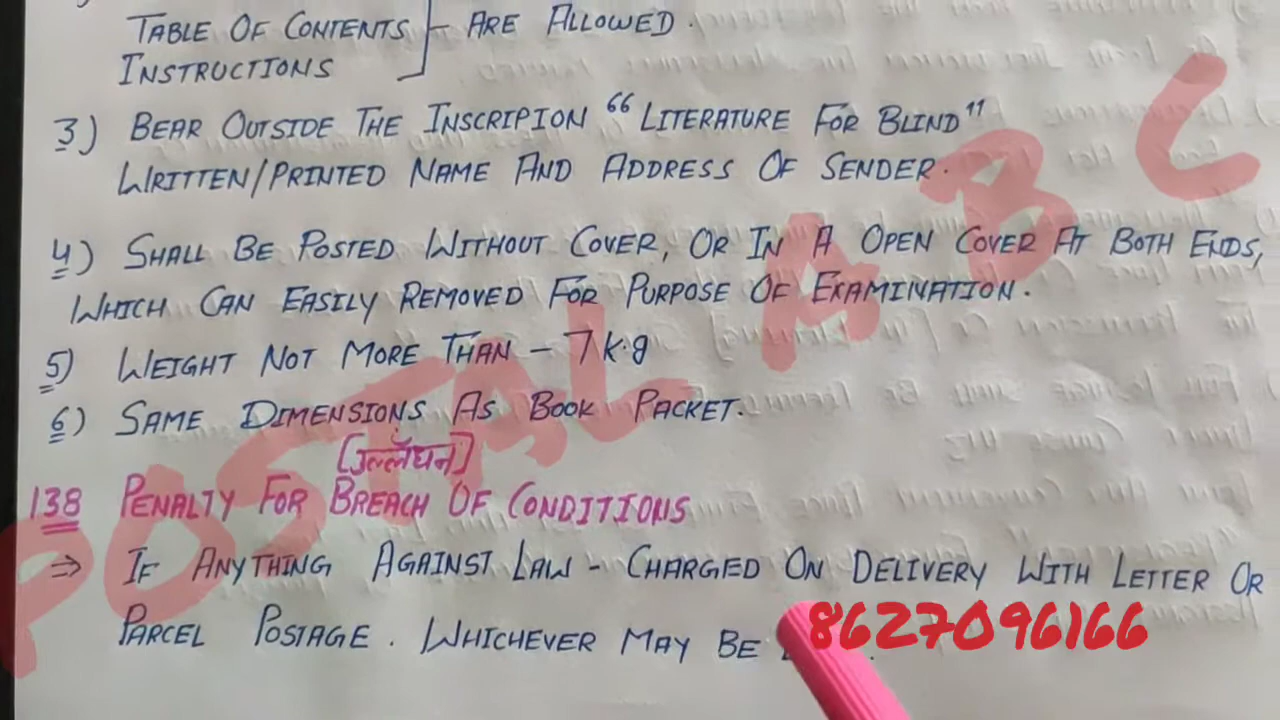 TABLE OF CONTENTS
INSTRUCTIONS
ARE ALLOWED.
3) BEAR OUTSIDE THE INSCRIPION "LITERATURE FOR BLIND"
WRITTEN/PRINTED NAME AND ADDRESS OF SENDER.
4) SHALL BE POSTED WITHOUT COVER, OR IN A OPEN COVER AT BOTH ENDS,
WHICH CAN EASILY REMOVED FOR PURPOSE OF EXAMINATION.
5) WEIGHT NOT MORE THAN - 7 K.g
6) SAME DIMENSIONS AS BOOK PACKET.
[उल्लंघन]
138 PENALTY FOR BREACH OF CONDITIONS
⇒ IF ANYTHING AGAINST LAW - CHARGED ON DELIVERY WITH LETTER OR
PARCEL POSTAGE. WHICHEVER MAY BE
8627096166
POSTAL ABC